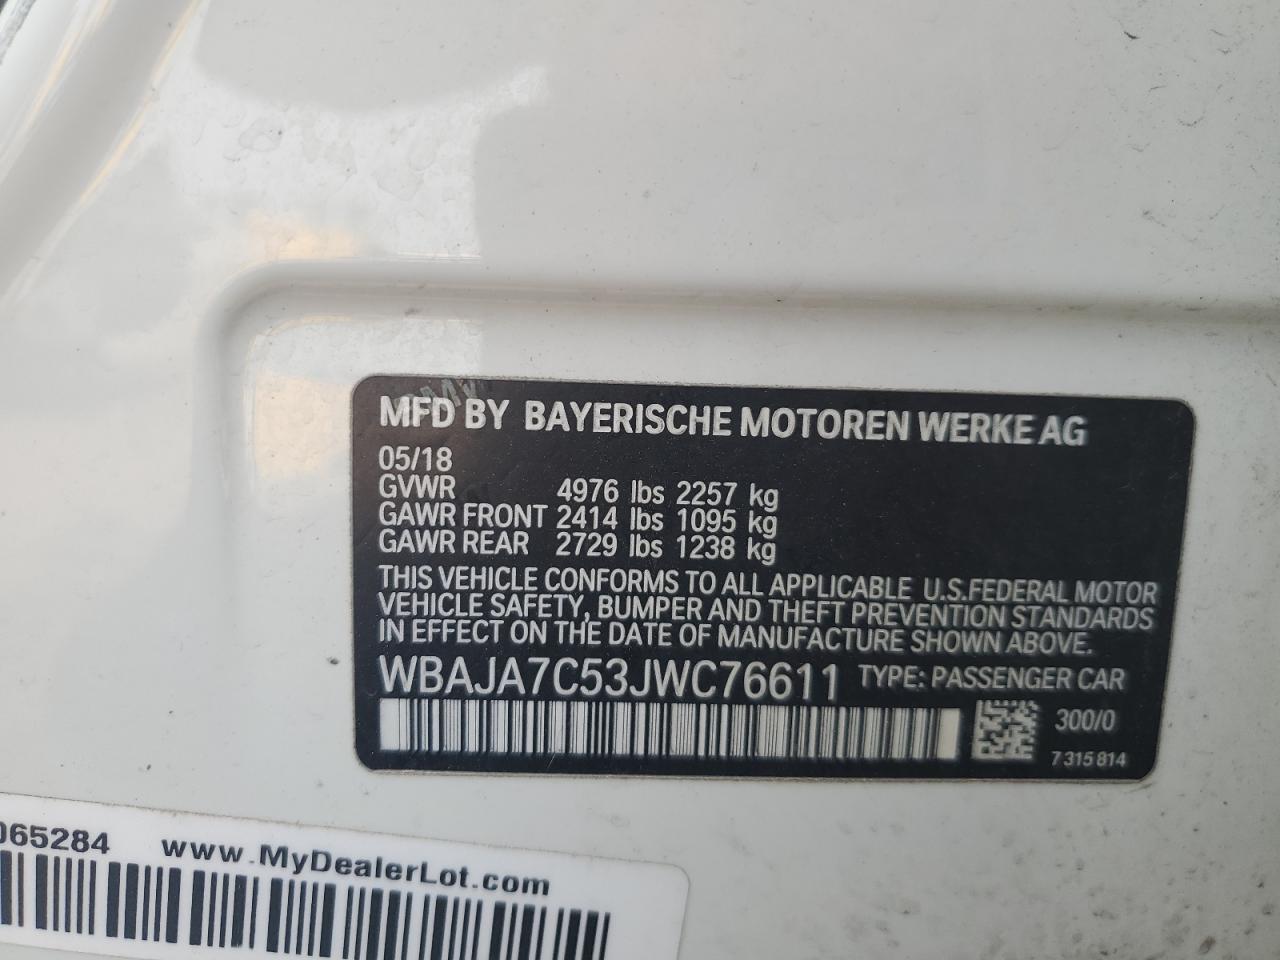 MFD BY BAYERISCHE MOTOREN WERKE AG
05/18
GVWR 4976 lbs 2257 kg
GAWR FRONT 2414 lbs 1095 kg
GAWR REAR 2729 lbs 1238 kg
THIS VEHICLE CONFORMS TO ALL APPLICABLE U.S.FEDERAL MOTOR
VEHICLE SAFETY, BUMPER AND THEFT PREVENTION STANDARDS
IN EFFECT ON THE DATE OF MANUFACTURE SHOWN ABOVE.
WBAJA7C53JWC76611 TYPE: PASSENGER CAR
300/0
7 315 814
065284 www.MyDealerLot.com